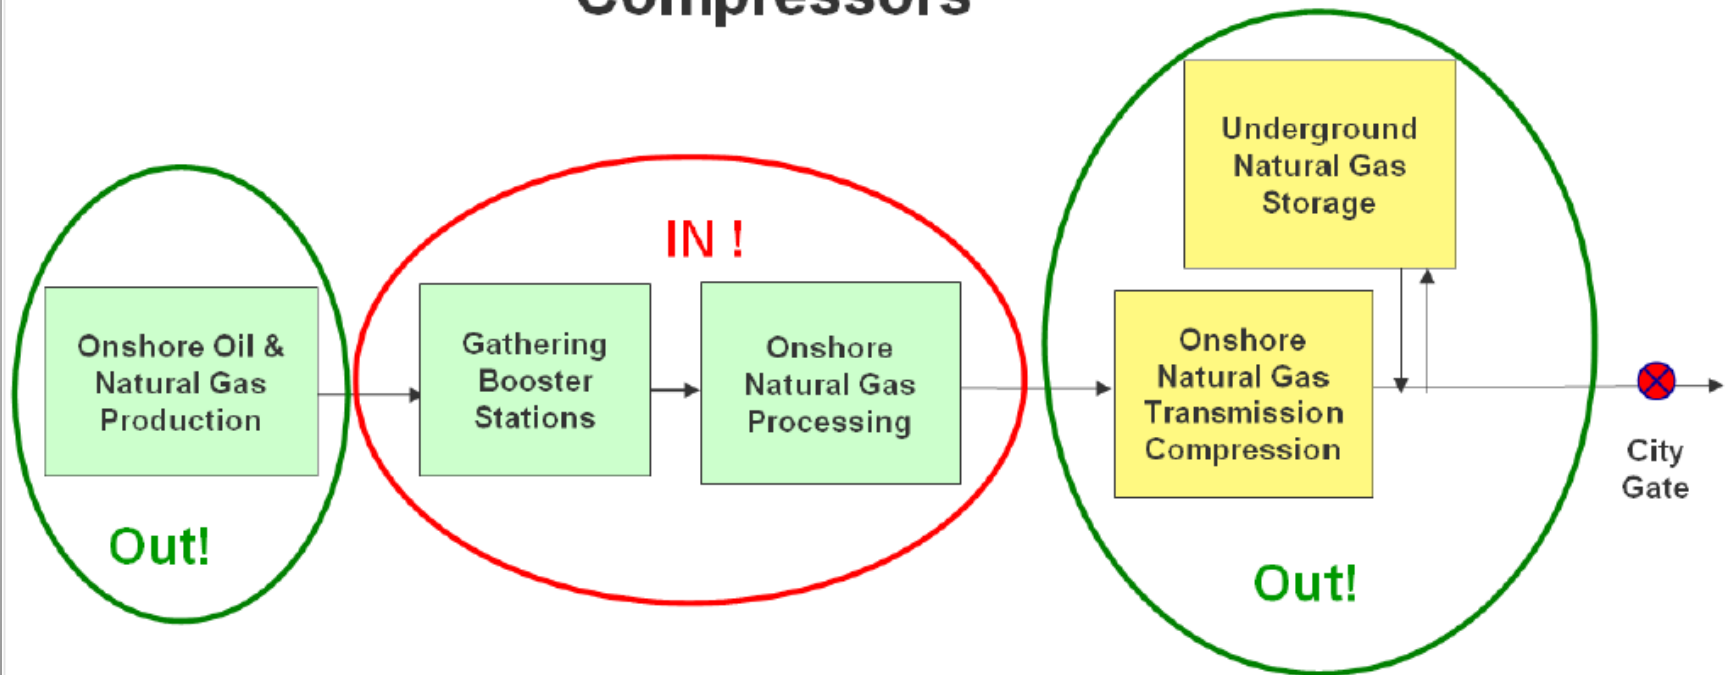 Compressors
Onshore Oil &
Natural Gas
Production
Out!
IN !
Gathering
Booster
Stations
Onshore
Natural Gas
Processing
Underground
Natural Gas
Storage
Onshore
Natural Gas
Transmission
Compression
Out!
City
Gate